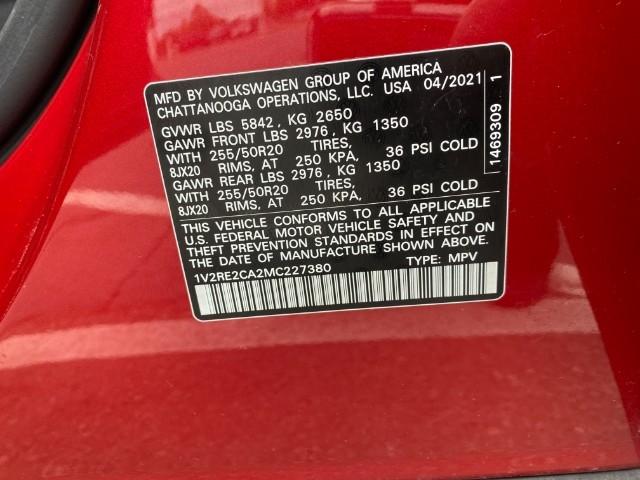 MFD BY VOLKSWAGEN GROUP OF AMERICA
CHATTANOOGA OPERATIONS, LLC. USA 04/2021
GVWR LBS 5842, KG 2650
GAWR FRONT LBS 2976, KG 1350
WITH 255/50R20 TIRES,
8JX20 RIMS, AT 250 KPA, 36 PSI COLD
GAWR REAR LBS 2976, KG 1350
WITH 255/50R20 TIRES,
8JX20 RIMS, AT 250 KPA, 36 PSI COLD
THIS VEHICLE CONFORMS TO ALL APPLICABLE
U.S. FEDERAL MOTOR VEHICLE SAFETY AND
THEFT PREVENTION STANDARDS IN EFFECT ON
DATE OF MANUFACTURE SHOWN ABOVE.
1V2RE2CA2MC227380 TYPE: MPV
1469309 1